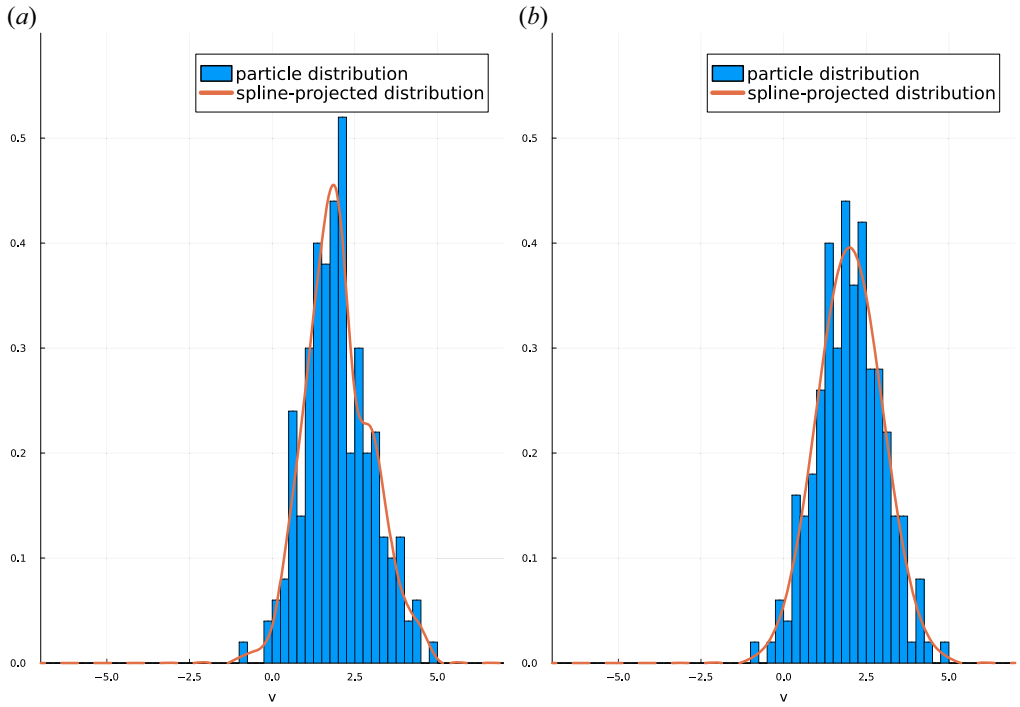 (a)
particle distribution
spline-projected distribution
0.5
0.4
0.3
0.2
0.1
0.0
−5.0 −2.5 0.0 2.5 5.0
v
(b)
particle distribution
spline-projected distribution
0.5
0.4
0.3
0.2
0.1
0.0
−5.0 −2.5 0.0 2.5 5.0
v